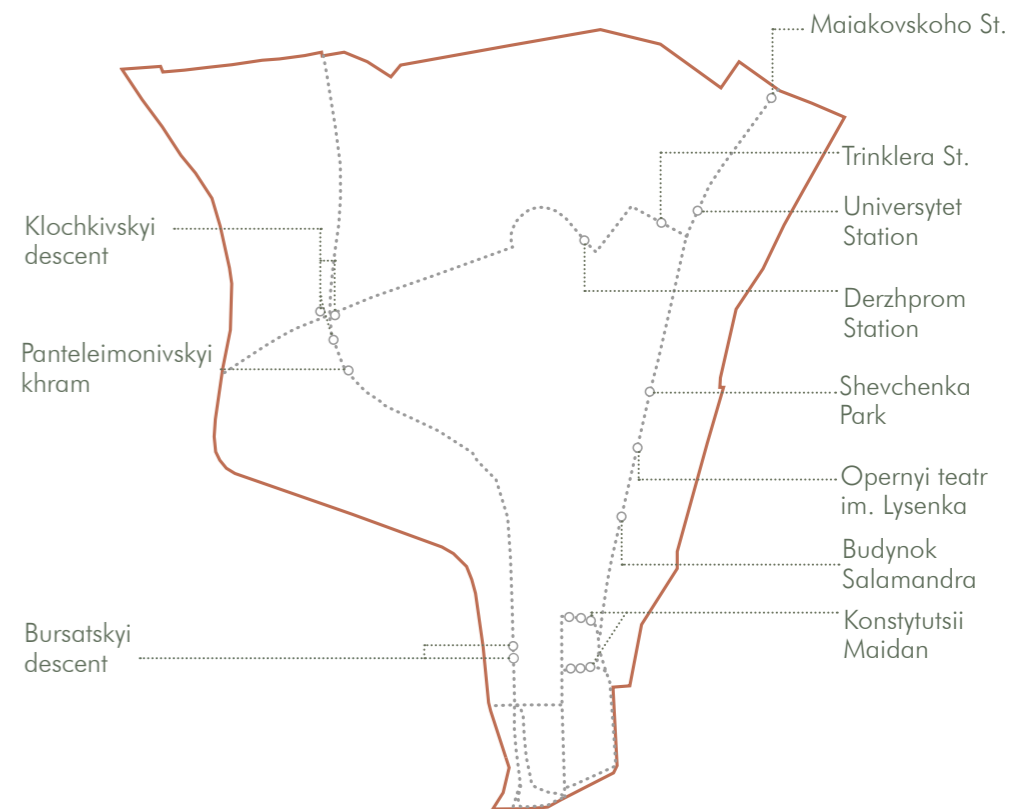 Maiakovskoho St.
Trinklera St.
Universytet
Station
Derzhprom
Station
Shevchenka
Park
Opernyi teatr
im. Lysenka
Budynok
Salamandra
Konstytutsii
Maidan
Klochkivskyi
descent
Panteleimonivskyi
khram
Bursatskyi
descent